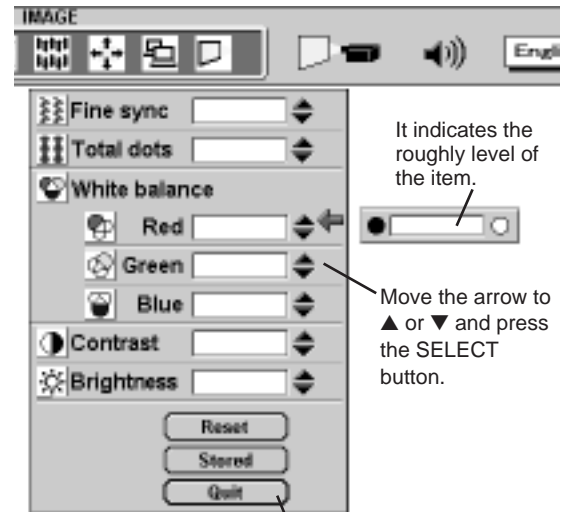 IMAGE
Fine sync
Total dots
White balance
Red
Green
Blue
Contrast
Brightness
Reset
Stored
Quit
It indicates the
roughly level of
the item.
Move the arrow to
▲ or ▼ and press
the SELECT
button.